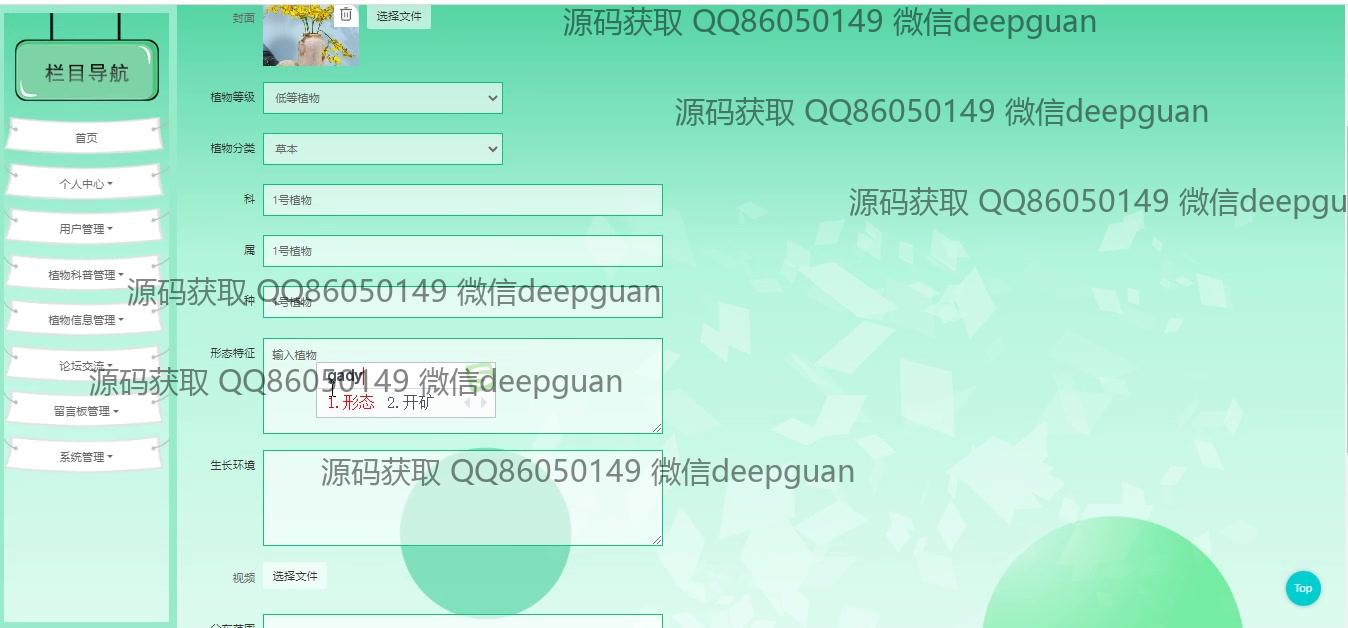 封面
选择文件
源码获取 QQ86050149 微信deepguan
栏目导航
植物等级
低等植物
源码获取 QQ86050149 微信deepguan
首页
植物分类
草本
个人中心
科
1号植物
源码获取 QQ86050149 微信deepgu
用户管理
属
1号植物
植物科普管理
源码获取 QQ86050149 微信deepguan
种
1号植物
植物信息管理
形态特征
输入植物
论坛交流
源码获取 QQ86050149 微信deepguan
gady
1.形态 2.开矿
留言板管理
系统管理
生长环境
源码获取 QQ86050149 微信deepguan
视频
选择文件
Top
分布范围